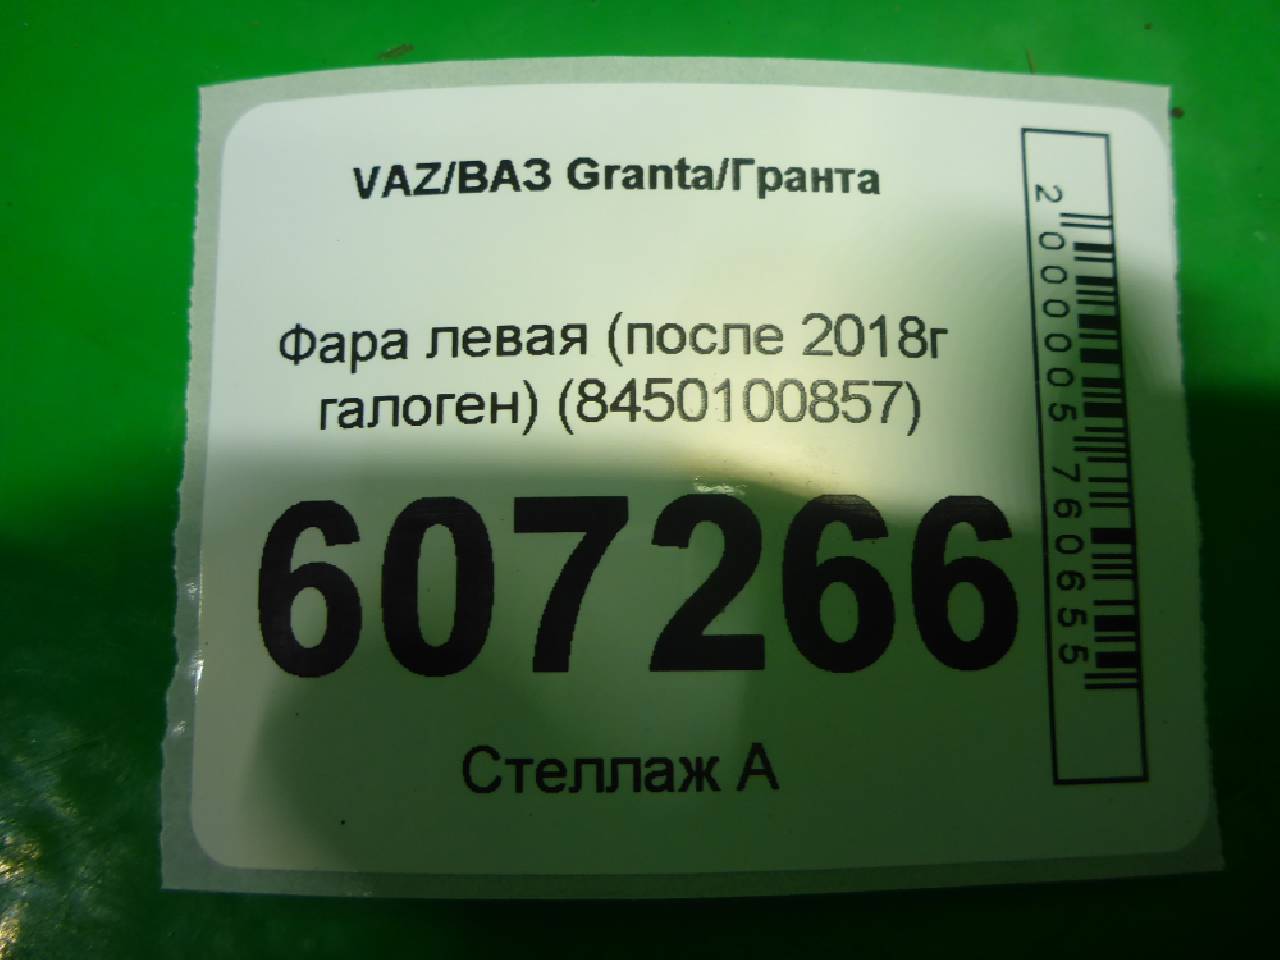 VAZ/ВАЗ Granta/Гранта
Фара левая (после 2018г
галоген) (8450100857)
607266
Стеллаж А
2000005760655